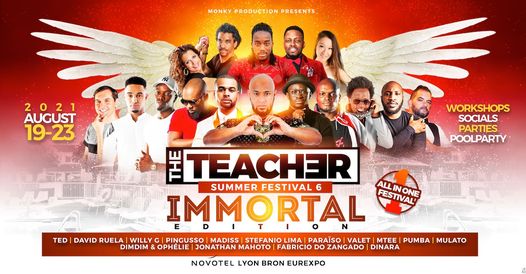 MONKY PRODUCTION PRESENTS
2021
AUGUST
19-23
WORKSHOPS
SOCIALS
PARTIES
POOLPARTY
THE
TEACHER
SUMMER FESTIVAL 6
IMMORTAL
EDITION
ALL IN ONE
FESTIVAL
TED | DAVID RUELA | WILLY G | PINGUSSO | MADISS | STEFANIO LIMA | PARAÍSO | VALET | MTEE | PUMBA | MULATO
DIMDIM & OPHÉLIE | JONATHAN MAHOTO | FABRICIO DO ZANGADO | DINARA
NOVOTEL LYON BRON EUREXPO